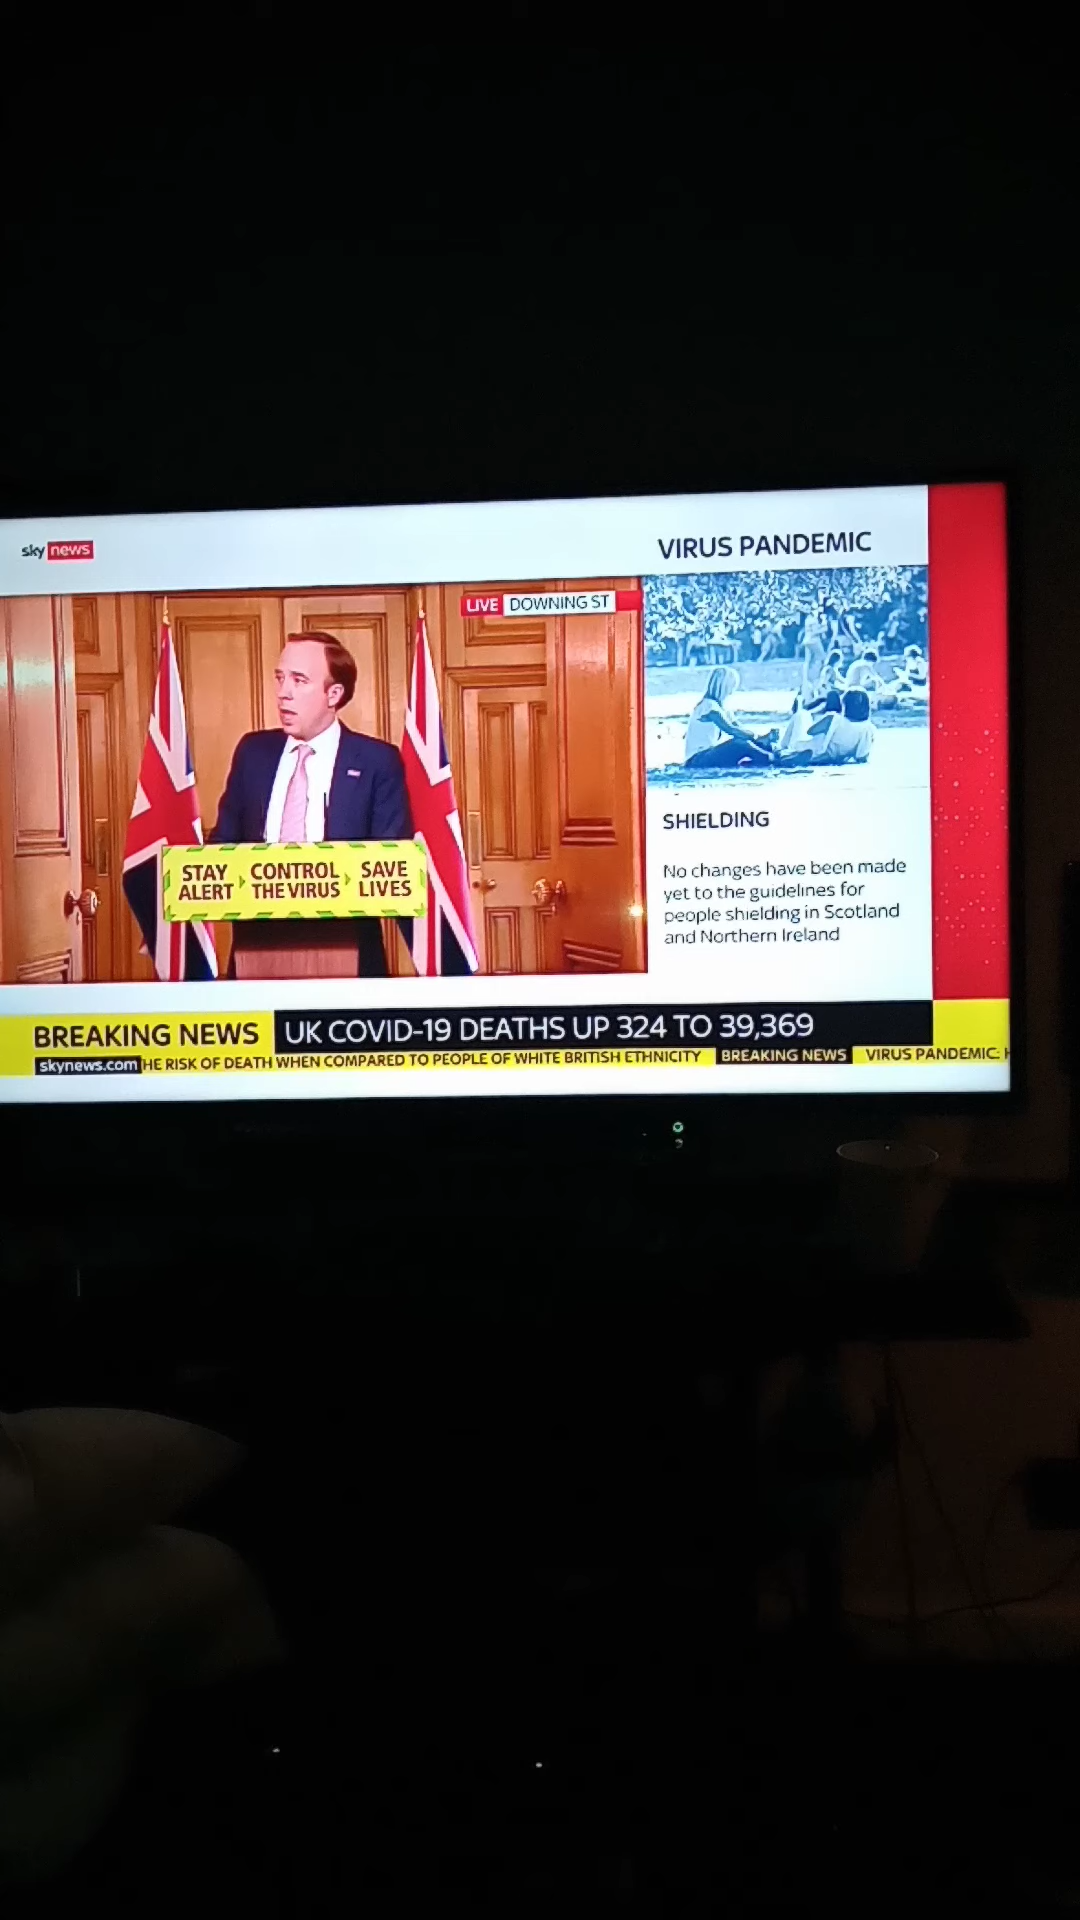 sky news
VIRUS PANDEMIC
LIVE DOWNING ST
STAY ALERT
CONTROL THE VIRUS
SAVE LIVES
SHIELDING
No changes have been made
yet to the guidelines for
people shielding in Scotland
and Northern Ireland
BREAKING NEWS UK COVID-19 DEATHS UP 324 TO 39,369
skynews.com HE RISK OF DEATH WHEN COMPARED TO PEOPLE OF WHITE BRITISH ETHNICITY BREAKING NEWS VIRUS PANDEMIC: H